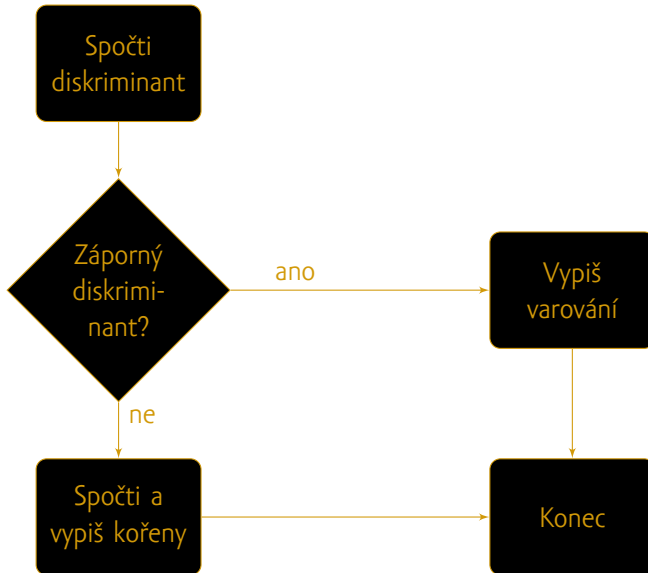 Spočti
diskriminant
Záporný
diskrimi-
nant?
ano
Vypiš
varování
ne
Spočti a
vypiš kořeny
Konec